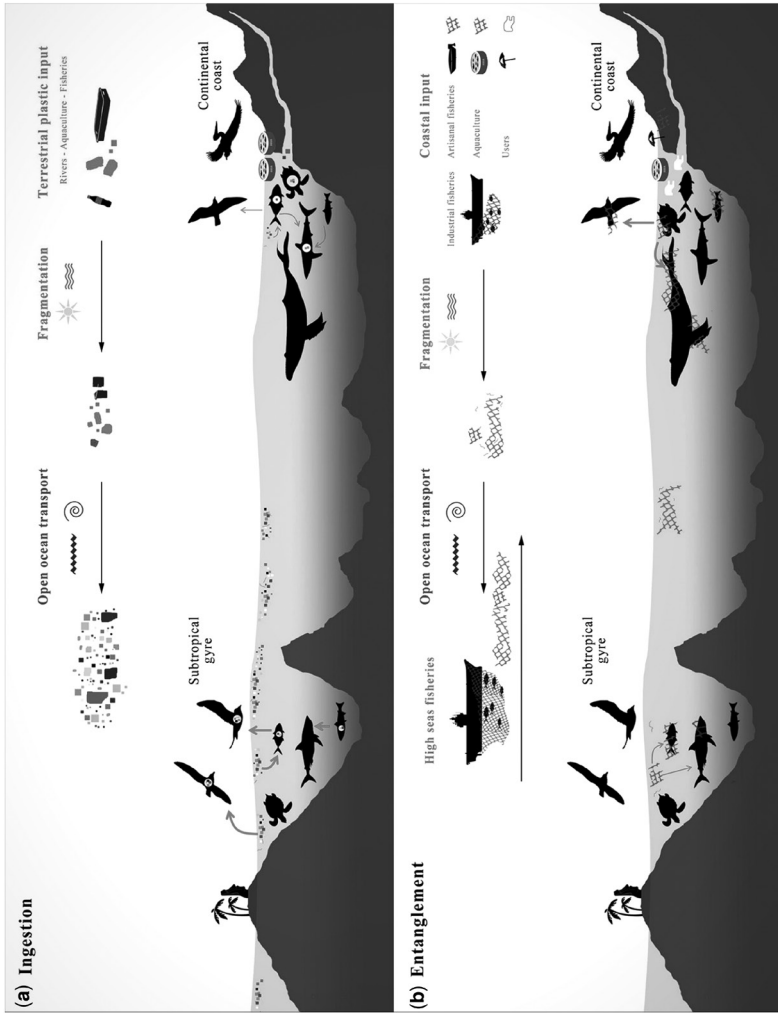 (a) Ingestion
Open ocean transport
Fragmentation
Terrestrial plastic input
Rivers - Aquaculture - Fisheries
Subtropical
gyre
Continental
coast
(b) Entanglement
High seas fisheries
Open ocean transport
Fragmentation
Coastal input
Industrial fisheries
Artisanal fisheries
Aquaculture
Users
Subtropical
gyre
Continental
coast